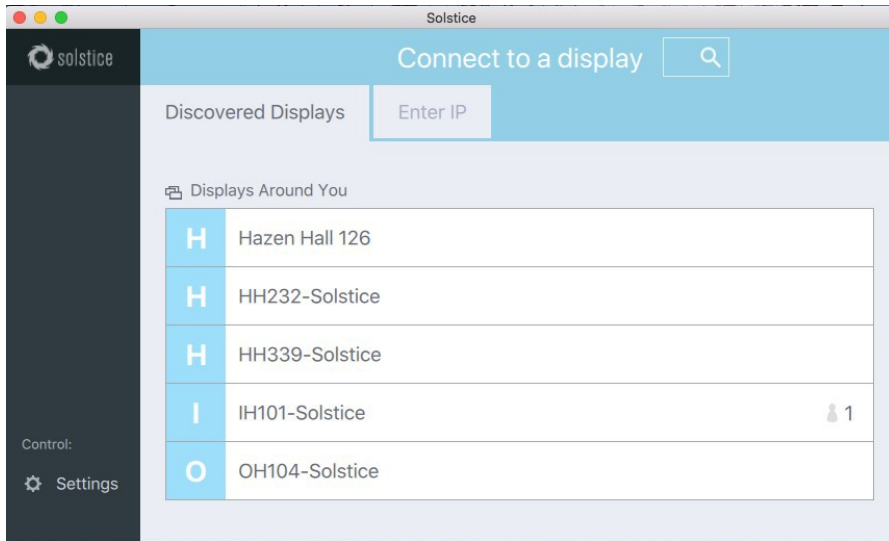 Solstice
solstice
Connect to a display
Discovered Displays
Enter IP
Displays Around You
H Hazen Hall 126
H HH232-Solstice
H HH339-Solstice
I IH101-Solstice 1
O OH104-Solstice
Control:
Settings